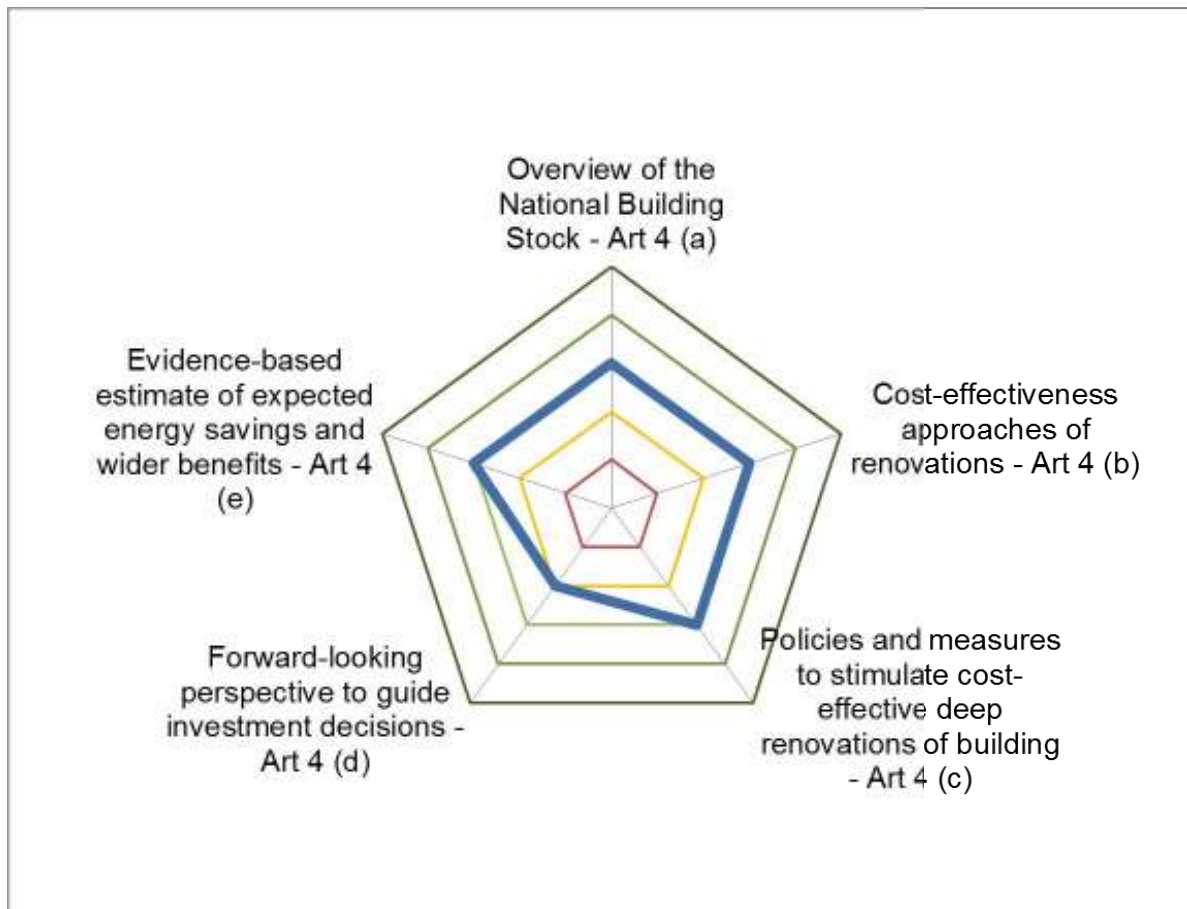 Overview of the
National Building
Stock - Art 4 (a)
Evidence-based
estimate of expected
energy savings and
wider benefits - Art 4
(e)
Cost-effectiveness
approaches of
renovations - Art 4 (b)
Forward-looking
perspective to guide
investment decisions -
Art 4 (d)
Policies and measures
to stimulate cost-
effective deep
renovations of building
- Art 4 (c)